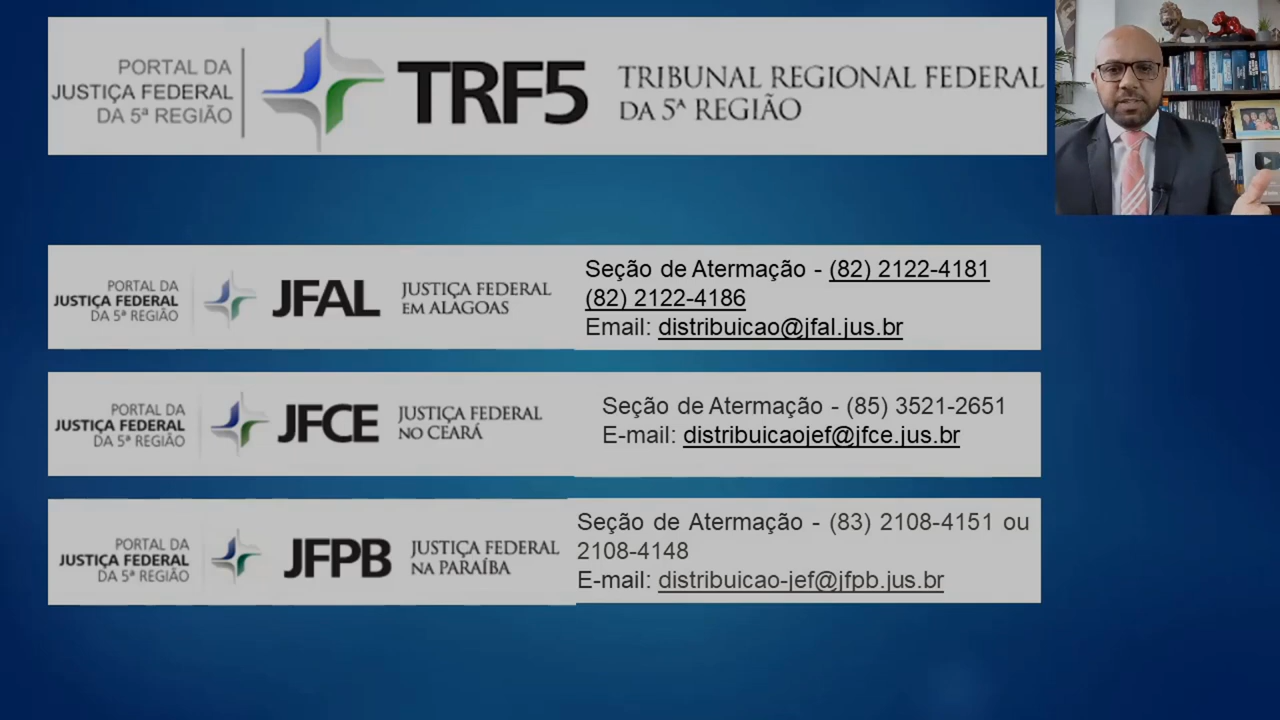 PORTAL DA
JUSTIÇA FEDERAL
DA 5ª REGIÃO
TRF5
TRIBUNAL REGIONAL FEDERAL
DA 5ª REGIÃO
PORTAL DA
JUSTIÇA FEDERAL
DA 5ª REGIÃO
JFAL
JUSTIÇA FEDERAL
EM ALAGOAS
Seção de Atermação - (82) 2122-4181
(82) 2122-4186
Email: distribuicao@jfal.jus.br
PORTAL DA
JUSTIÇA FEDERAL
DA 5ª REGIÃO
JFCE
JUSTIÇA FEDERAL
NO CEARÁ
Seção de Atermação - (85) 3521-2651
E-mail: distribuicaojef@jfce.jus.br
PORTAL DA
JUSTIÇA FEDERAL
DA 5ª REGIÃO
JFPB
JUSTIÇA FEDERAL
NA PARAÍBA
Seção de Atermação - (83) 2108-4151 ou
2108-4148
E-mail: distribuicao-jef@jfpb.jus.br